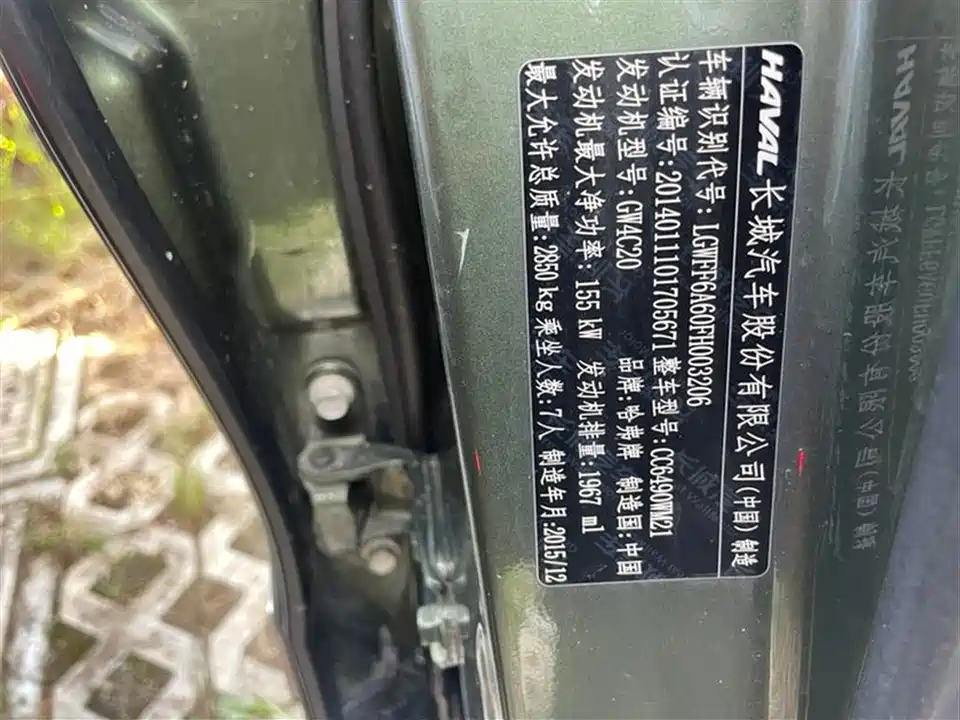 HAVAL 长城汽车股份有限公司(中国)制造
车辆识别代号:LGWFF6A60FH003206
认证编号:2014011101705671 整车型号:CC6490WM21
发动机型号:GW4C20 品牌:哈弗牌 制造国:中国
发动机最大净功率:155 kW 发动机排量:1967 ml
最大允许总质量:2850 kg 乘坐人数:7人 制造年月:2015/12